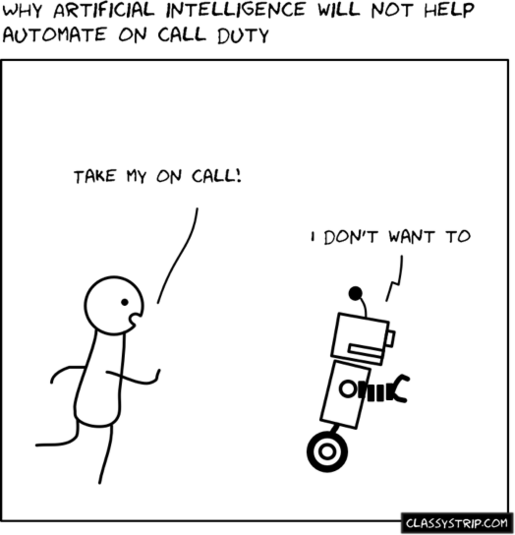 WHY ARTIFICIAL INTELLIGENCE WILL NOT HELP
AUTOMATE ON CALL DUTY
TAKE MY ON CALL!
I DON'T WANT TO
CLASSYSTRIP.COM